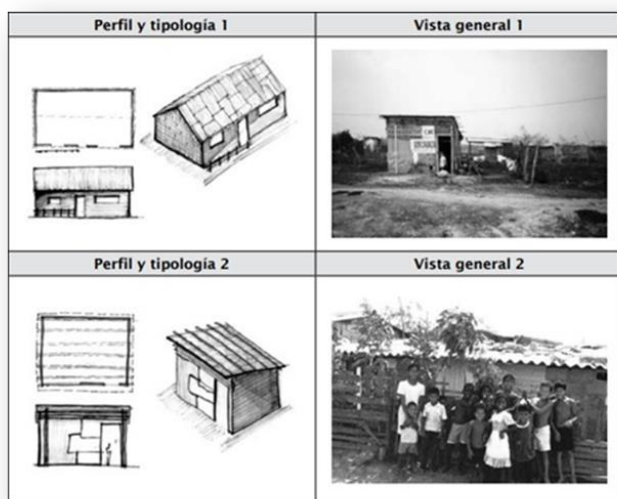 Perfil y tipología 1
Vista general 1
Perfil y tipología 2
Vista general 2